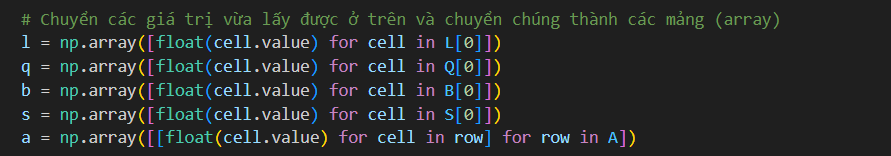 # Chuyển các giá trị vừa lấy được ở trên và chuyển chúng thành các mảng (array)
l = np.array([float(cell.value) for cell in L[0]])
q = np.array([float(cell.value) for cell in Q[0]])
b = np.array([float(cell.value) for cell in B[0]])
s = np.array([float(cell.value) for cell in S[0]])
a = np.array([[float(cell.value) for cell in row] for row in A])